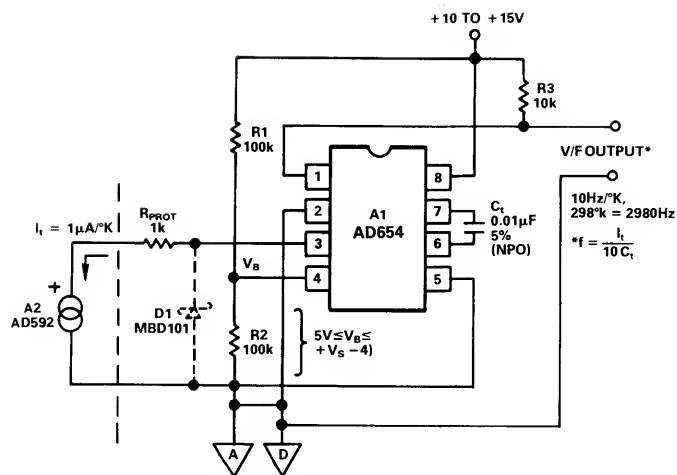 +10 TO +15V
R3
10k
R1
100k
V/F OUTPUT*
1
8
A1
AD654
2
7
Ct
0.01µF
5%
(NPO)
10Hz/°K,
298°k = 2980Hz
*f = It
10 Ct
It = 1µA/°K
RPROT
1k
3
6
VB
4
5
A2
AD592
+
D1
MBD101
R2
100k
5V≤VB≤
+VS −4)
A
D